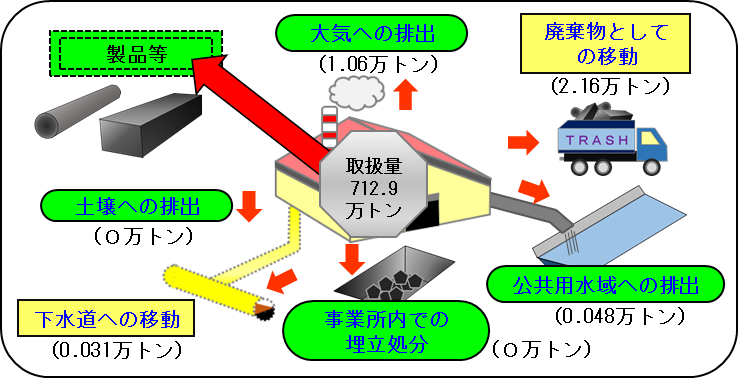 製品等
大気への排出
(1.06万トン)
廃棄物として
の移動
(2.16万トン)
TRASH
取扱量
712.9
万トン
土壌への排出
(０万トン)
公共用水域への排出
(0.048万トン)
下水道への移動
(0.031万トン)
事業所内での
埋立処分
(０万トン)